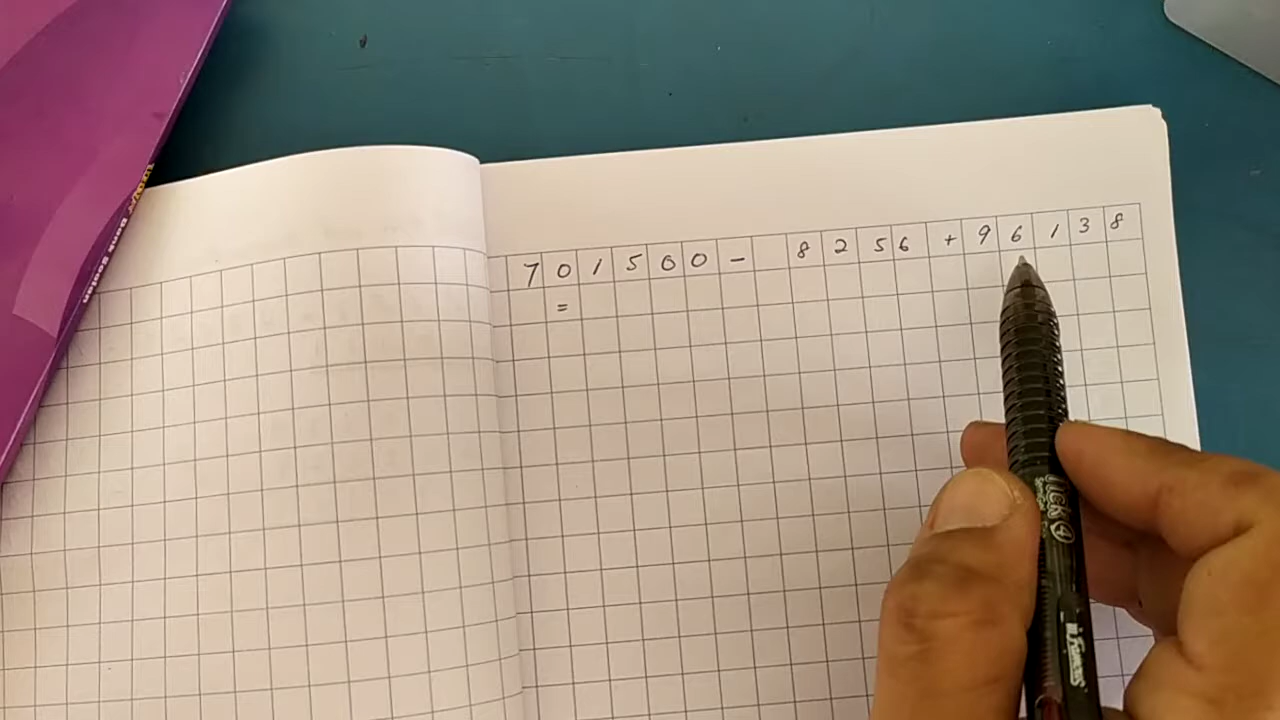 701500 - 8256 + 96138
=